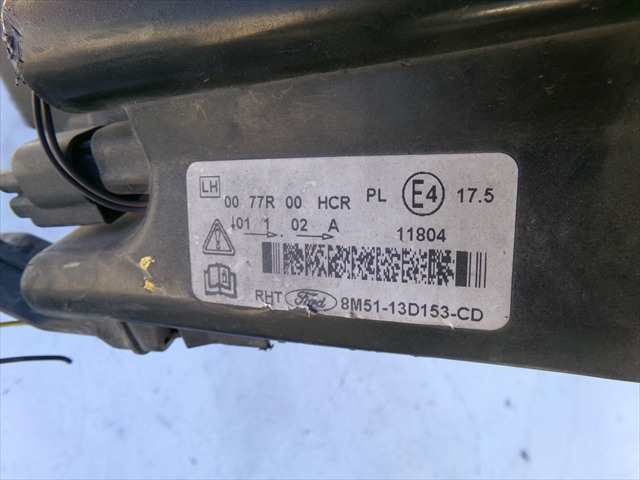 LH 00 77R 00 HCR PL E4 17.5
01 1. 02 A 11804
RHT Ford 8M51-13D153-CD